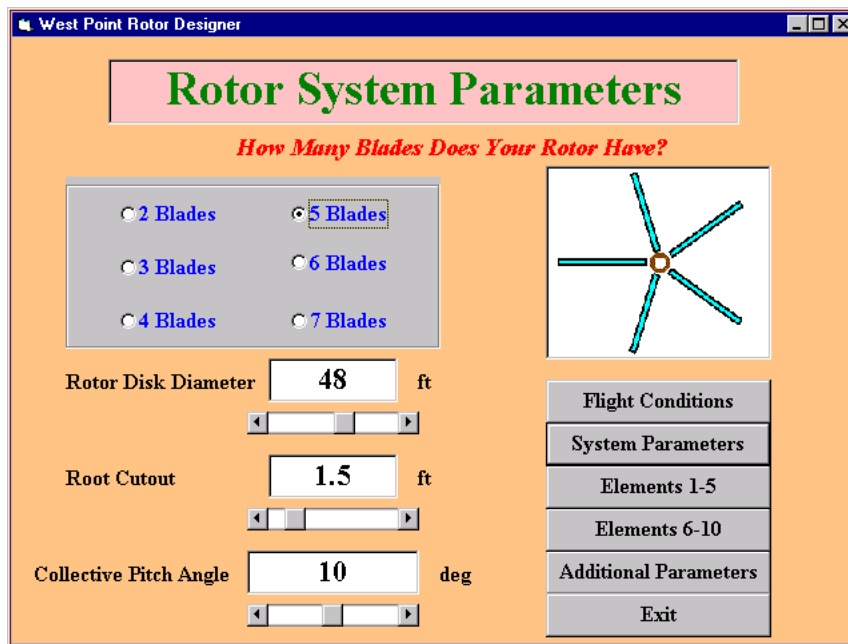 West Point Rotor Designer
Rotor System Parameters
How Many Blades Does Your Rotor Have?
2 Blades
5 Blades
3 Blades
6 Blades
4 Blades
7 Blades
Rotor Disk Diameter 48 ft
Root Cutout 1.5 ft
Collective Pitch Angle 10 deg
Flight Conditions
System Parameters
Elements 1-5
Elements 6-10
Additional Parameters
Exit